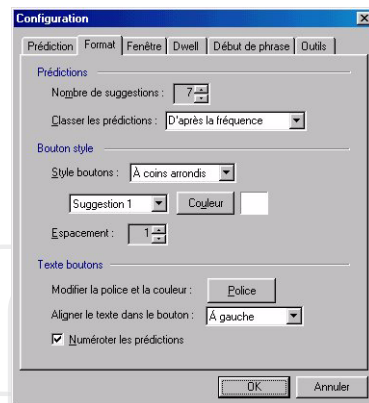 Configuration
Prédiction Format Fenêtre Dwell Début de phrase Outils
Prédictions
Nombre de suggestions : 7
Classer les prédictions : D'après la fréquence
Bouton style
Style boutons : À coins arrondis
Suggestion 1 Couleur
Espacement : 1
Texte boutons
Modifier la police et la couleur : Police
Aligner le texte dans le bouton : À gauche
Numéroter les prédictions
OK Annuler